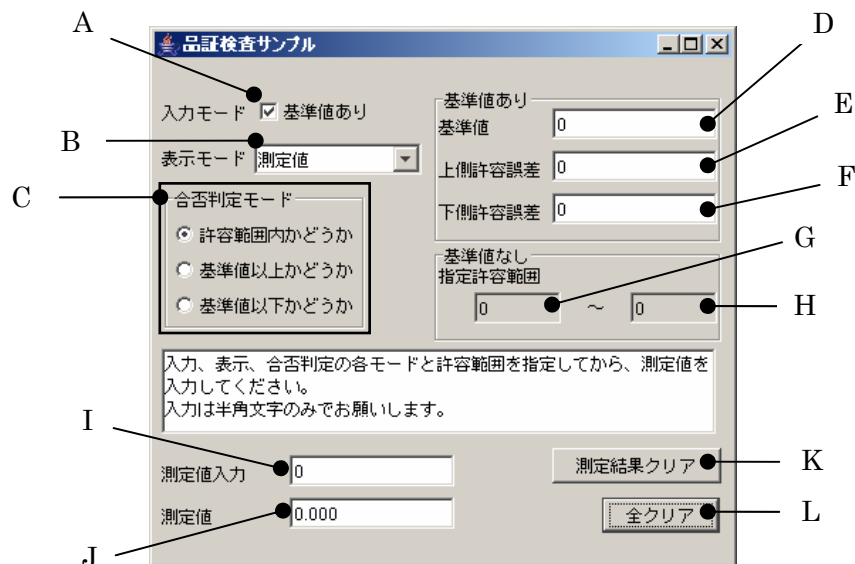 A
品証検査サンプル
D
入力モード 基準値あり
基準値あり
基準値 0
E
B
表示モード 測定値
上側許容誤差 0
F
C
合否判定モード
下側許容誤差 0
許容範囲内かどうか
G
基準値なし
指定許容範囲
基準値以上かどうか
0 ～ 0
H
基準値以下かどうか
入力、表示、合否判定の各モードと許容範囲を指定してから、測定値を
入力してください。
入力は半角文字のみでお願いします。
I
測定値入力 0
測定結果クリア
K
測定値 0.000
全クリア
L
J